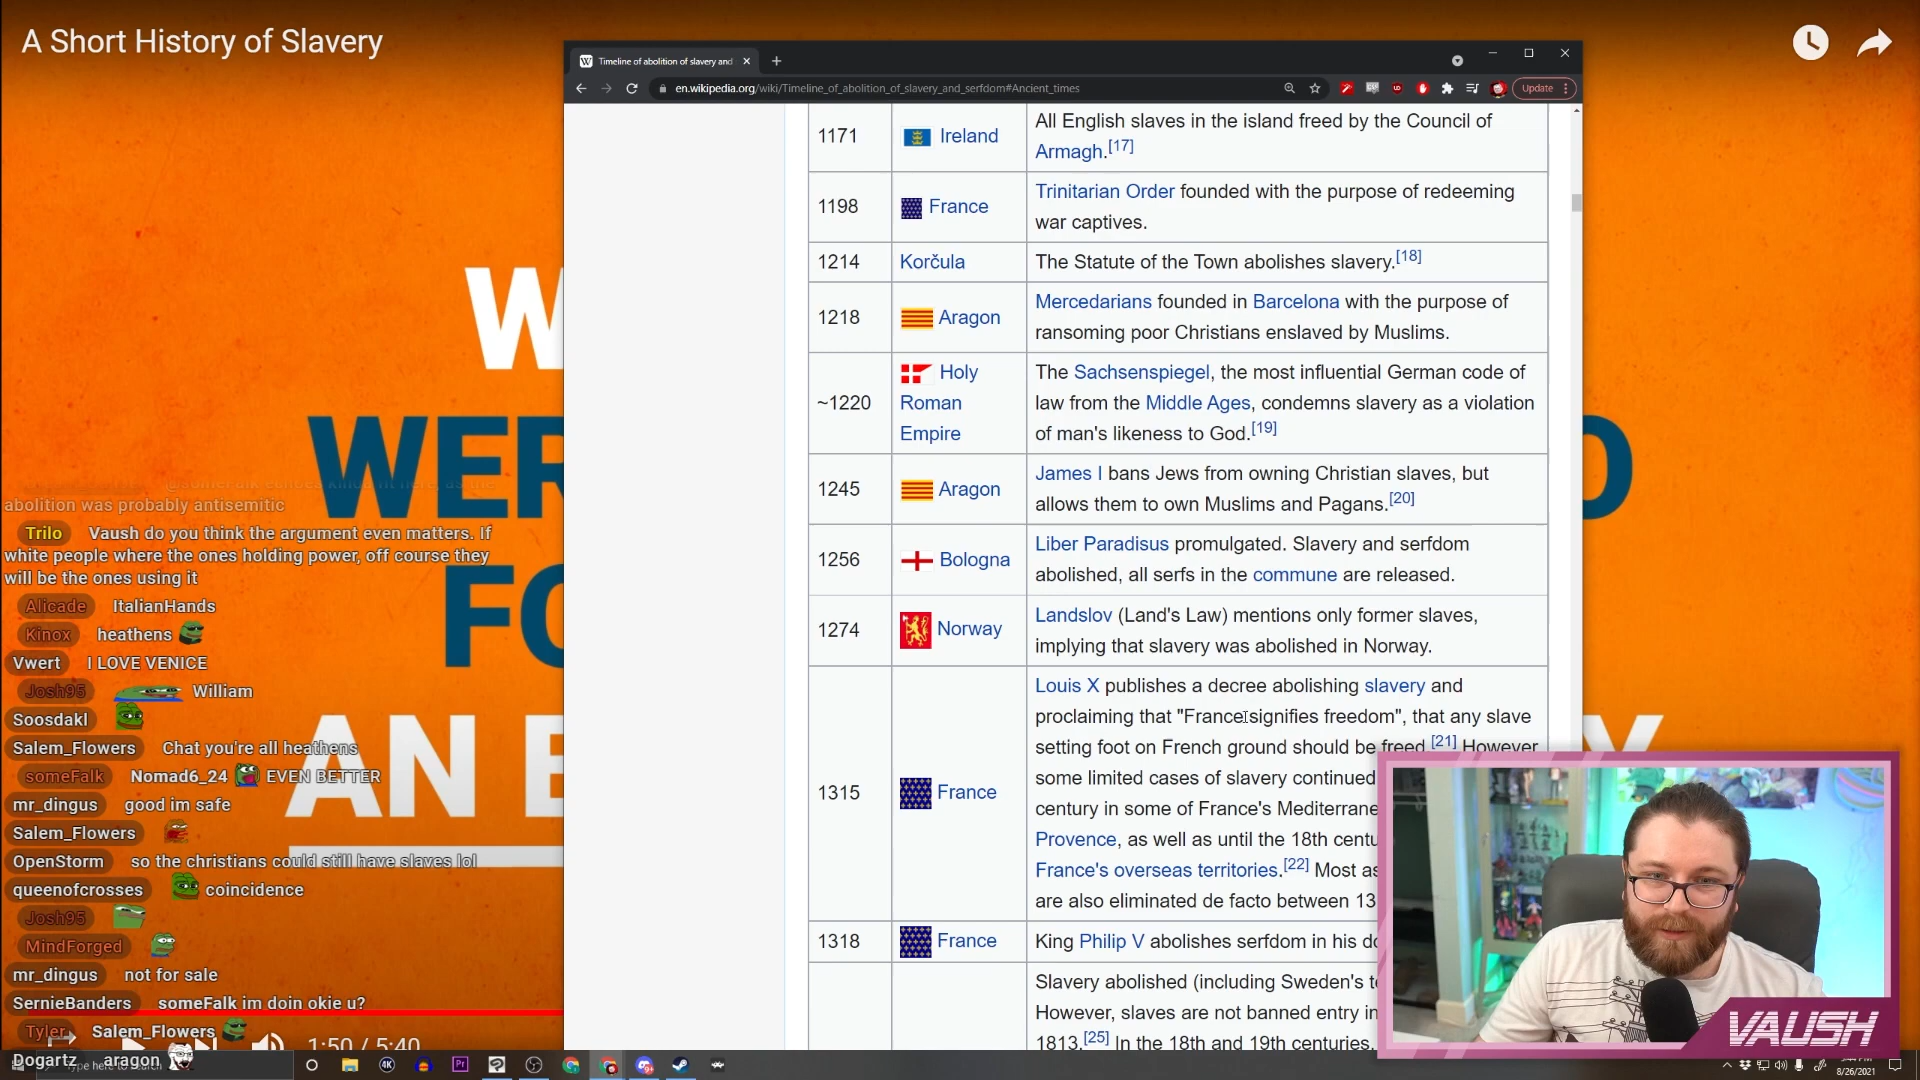 A Short History of Slavery
Timeline of abolition of slavery and
en.wikipedia.org/wiki/Timeline_of_abolition_of_slavery_and_serfdom#Ancient_times
Update
1171 Ireland All English slaves in the island freed by the Council of
Armagh.[17]
1198 France Trinitarian Order founded with the purpose of redeeming
war captives.
1214 Korčula The Statute of the Town abolishes slavery.[18]
1218 Aragon Mercedarians founded in Barcelona with the purpose of
ransoming poor Christians enslaved by Muslims.
~1220 Holy Roman Empire The Sachsenspiegel, the most influential German code of
law from the Middle Ages, condemns slavery as a violation
of man's likeness to God.[19]
1245 Aragon James I bans Jews from owning Christian slaves, but
allows them to own Muslims and Pagans.[20]
1256 Bologna Liber Paradisus promulgated. Slavery and serfdom
abolished, all serfs in the commune are released.
1274 Norway Landslov (Land's Law) mentions only former slaves,
implying that slavery was abolished in Norway.
1315 France Louis X publishes a decree abolishing slavery and
proclaiming that "France signifies freedom", that any slave
setting foot on French ground should be freed.[21] However
some limited cases of slavery continued
century in some of France's Mediterrane
Provence, as well as until the 18th centu
France's overseas territories.[22] Most as
are also eliminated de facto between 13
1318 France King Philip V abolishes serfdom in his do
Slavery abolished (including Sweden's te
However, slaves are not banned entry in
1813.[25] In the 18th and 19th centuries,
W
WER
FO
AN E
O
Y
abolition was probably antisemitic
Trilo Vaush do you think the argument even matters. If
white people where the ones holding power, off course they
will be the ones using it
Alicade ItalianHands
Kinox heathens
Vwert I LOVE VENICE
Josh95 William
Soosdakl
Salem_Flowers Chat you're all heathens
someFalk Nomad6_24 EVEN BETTER
mr_dingus good im safe
Salem_Flowers
OpenStorm so the christians could still have slaves lol
queenofcrosses coincidence
Josh95
MindForged
mr_dingus not for sale
SernieBanders someFalk im doin okie u?
Tyler Salem_Flowers
Dogartz aragon
1:50 / 5:40
VAUSH
8/26/2021